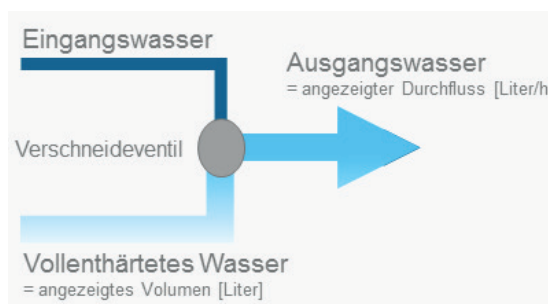 Eingangswasser
Ausgangswasser
= angezeigter Durchfluss [Liter/h
Verschneideventil
Vollenthärtetes Wasser
= angezeigtes Volumen [Liter]